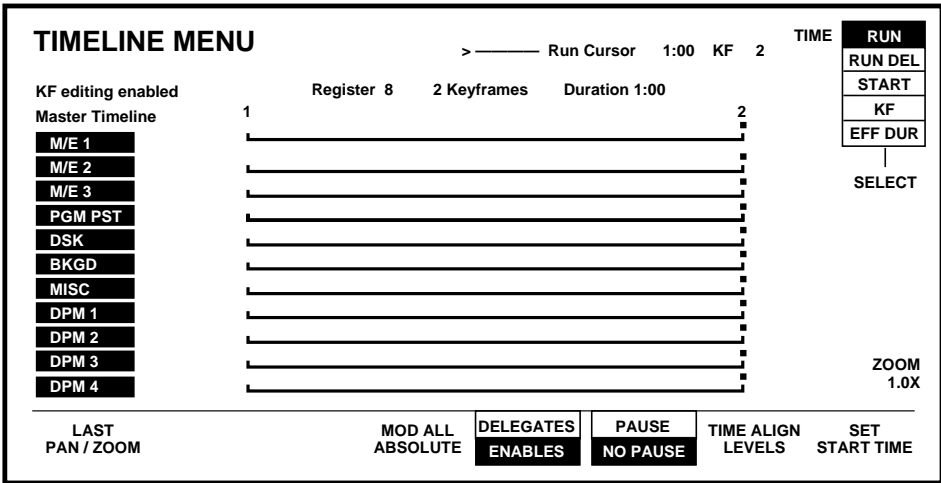 TIMELINE MENU
> ———— Run Cursor 1:00 KF 2
TIME
RUN
RUN DEL
START
KF
EFF DUR
SELECT
KF editing enabled
Register 8 2 Keyframes Duration 1:00
Master Timeline
1 2
M/E 1
M/E 2
M/E 3
PGM PST
DSK
BKGD
MISC
DPM 1
DPM 2
DPM 3
DPM 4
ZOOM
1.0X
LAST
PAN / ZOOM
MOD ALL
ABSOLUTE
DELEGATES
ENABLES
PAUSE
NO PAUSE
TIME ALIGN
LEVELS
SET
START TIME